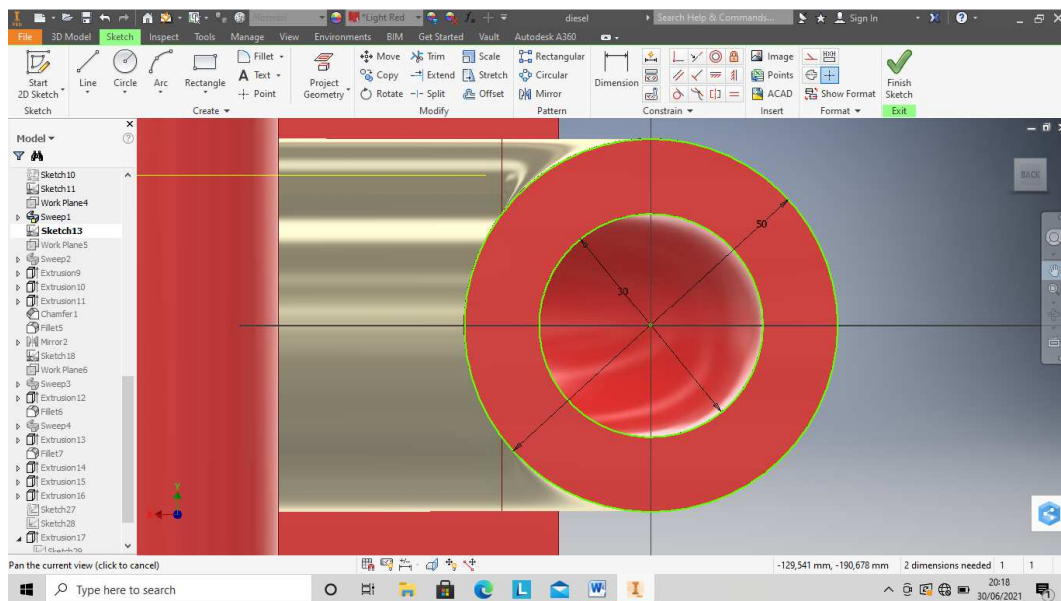 Material *Light Red diesel Search Help & Commands... Sign In
File 3D Model Sketch Inspect Tools Manage View Environments BIM Get Started Vault Autodesk A360
Start
2D Sketch
Line Circle Arc Rectangle
Fillet
Text
Point
Project
Geometry
Move Trim Scale
Copy Extend Stretch
Rotate Split Offset
Rectangular
Circular
Mirror
Dimension
Image
Points
ACAD
Show Format
Finish
Sketch
Sketch Create Modify Pattern Constrain Insert Format Exit
Model
Sketch10
Sketch11
Work Plane4
Sweep1
Sketch13
Work Plane5
Sweep2
Extrusion9
Extrusion10
Extrusion11
Chamfer1
Fillet5
Mirror2
Sketch18
Work Plane6
Sweep3
Extrusion12
Fillet6
Sweep4
Extrusion13
Fillet7
Extrusion14
Extrusion15
Extrusion16
Sketch27
Sketch28
Extrusion17
Sketch29
BACK
50
30
Y
X
Pan the current view (click to cancel) -129,541 mm, -190,678 mm 2 dimensions needed 1 1
Type here to search
20:18
30/06/2021